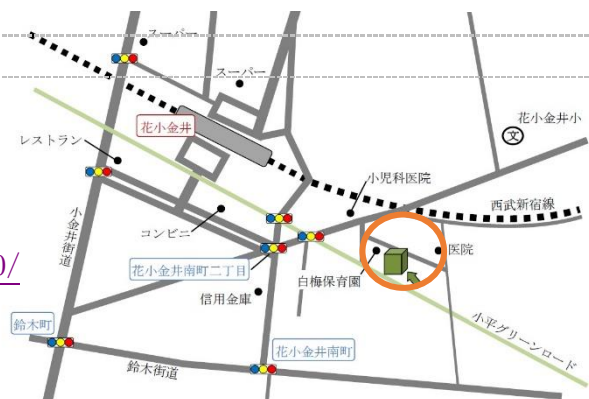 スーパー
スーパー
花小金井
レストラン
文
花小金井小
小児科医院
西武新宿線
小金井街道
コンビニ
花小金井南町二丁目
白梅保育園
医院
0/
信用金庫
小平グリーンロード
鈴木町
花小金井南町
鈴木街道